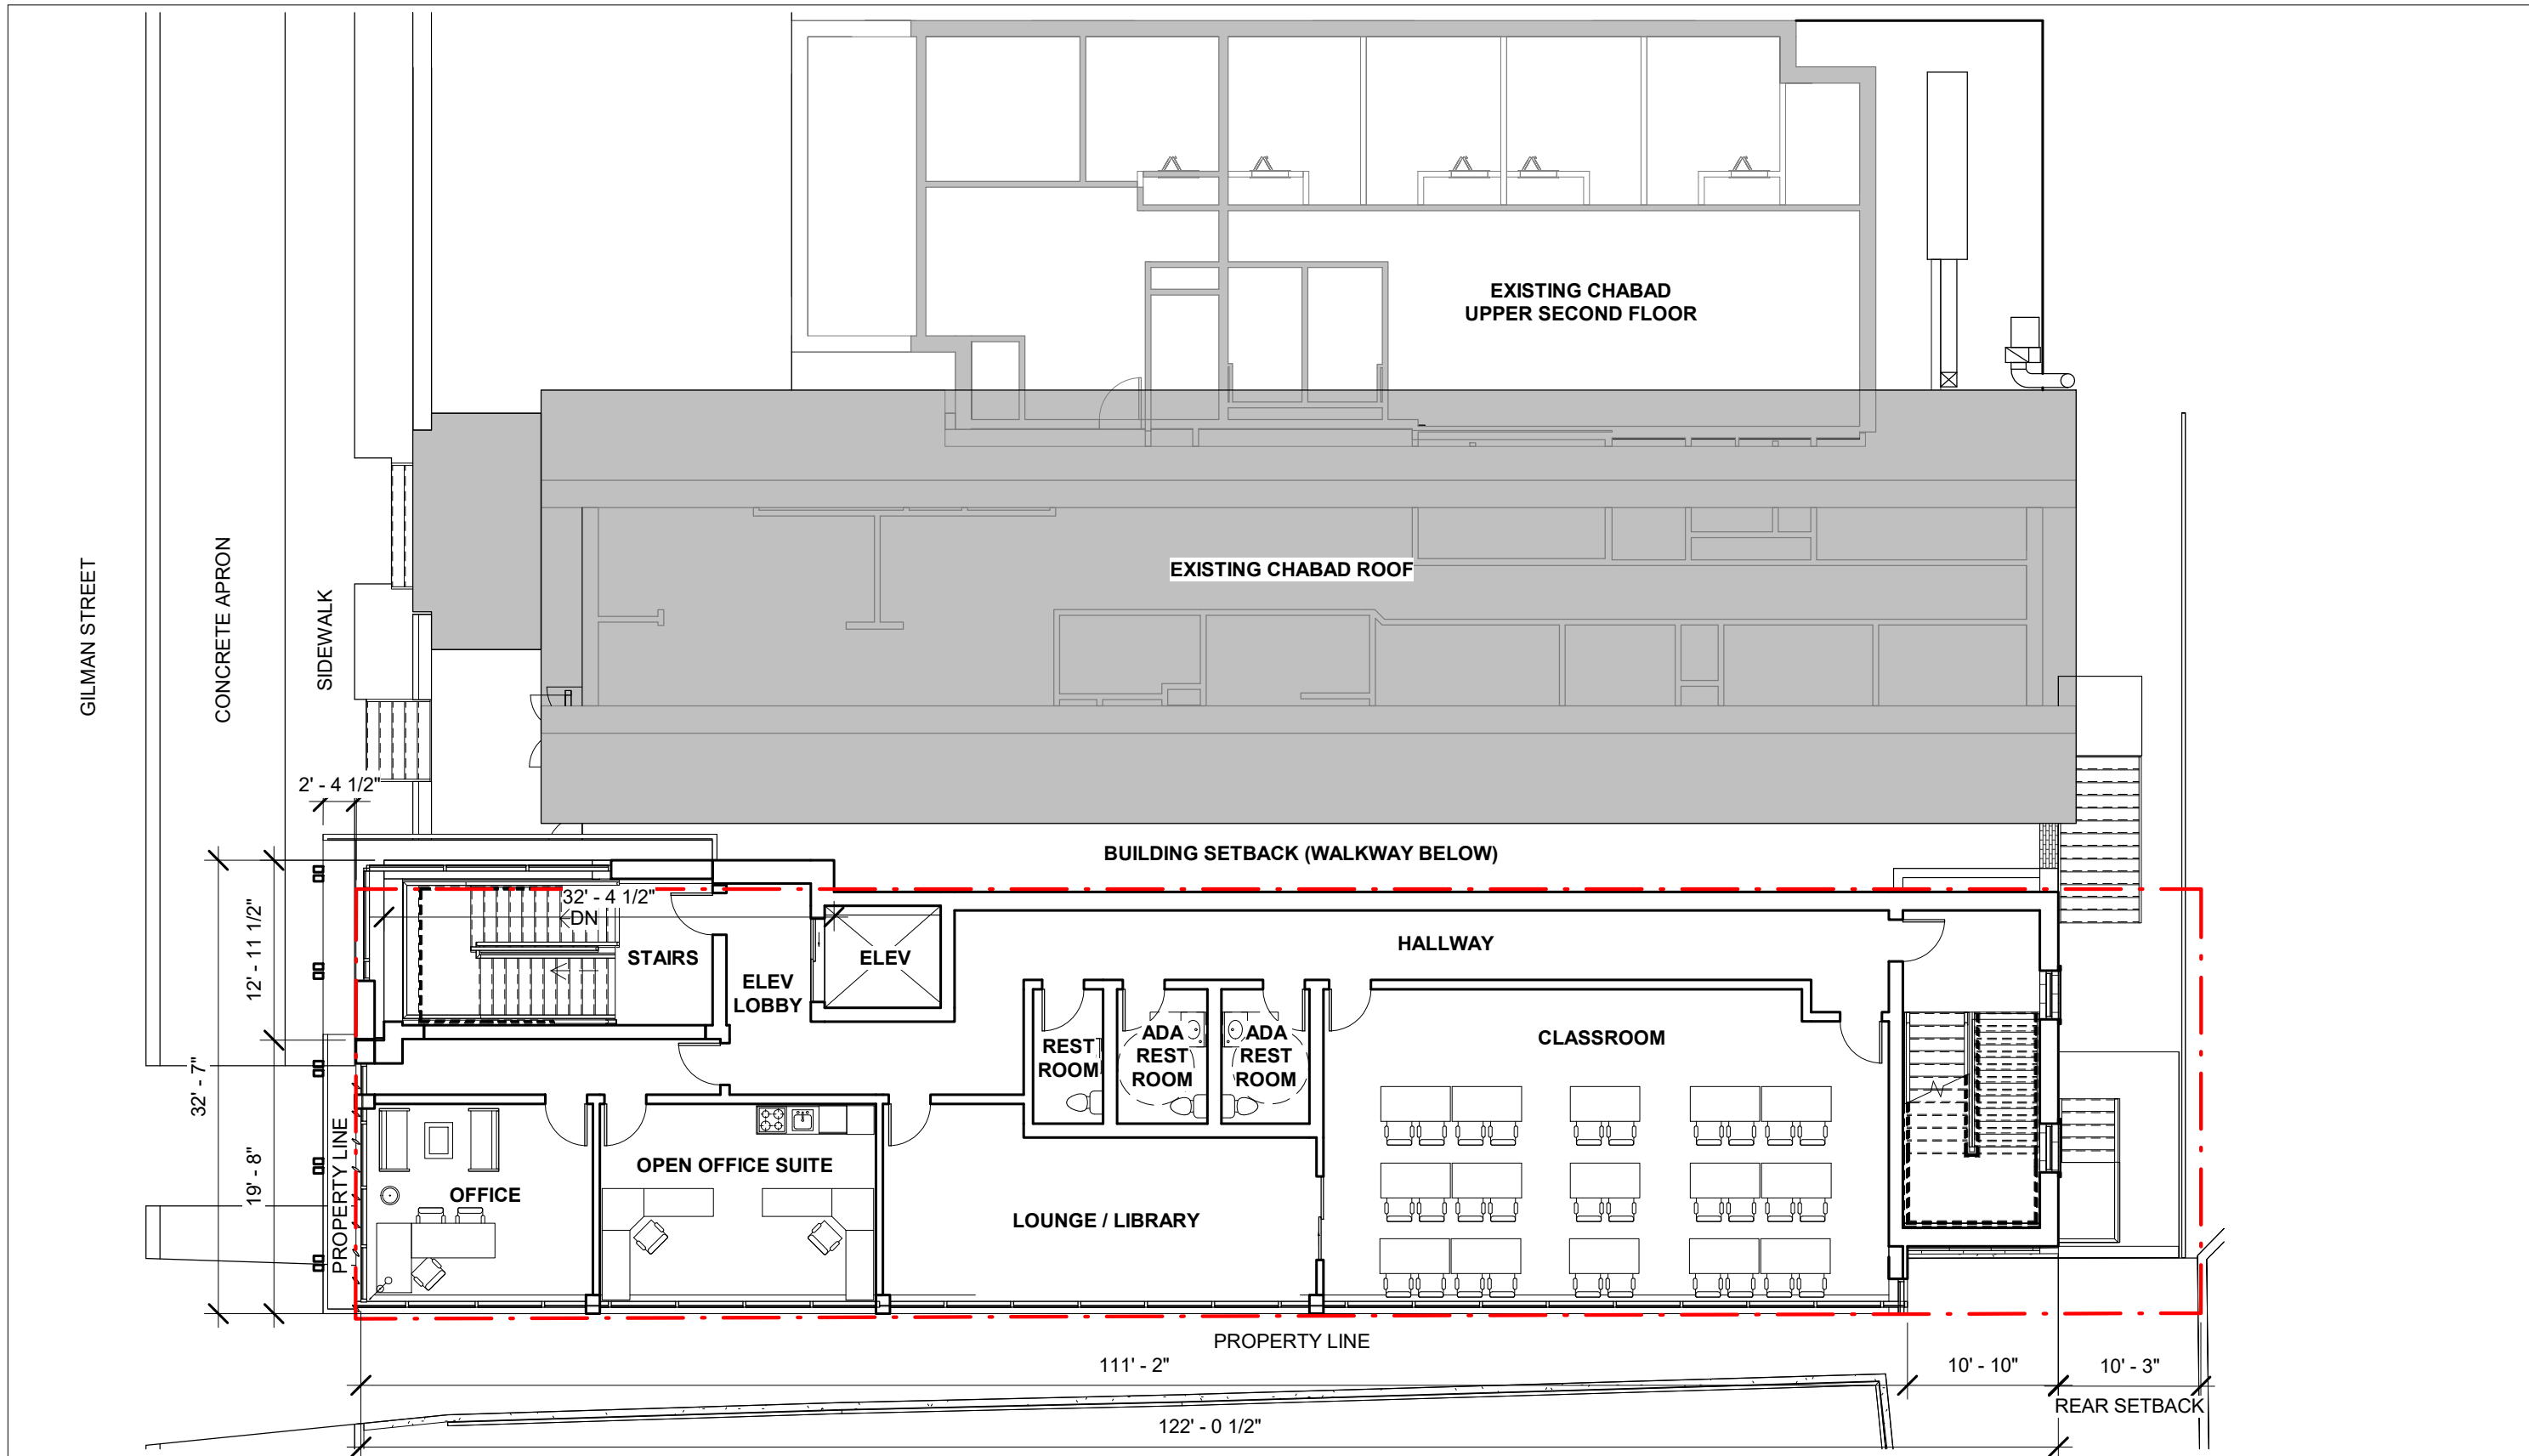 EXISTING CHABAD
UPPER SECOND FLOOR
EXISTING CHABAD ROOF
GILMAN STREET
CONCRETE APRON
SIDEWALK
2' - 4 1/2"
BUILDING SETBACK (WALKWAY BELOW)
32' - 4 1/2"
DN
STAIRS
ELEV
LOBBY
ELEV
HALLWAY
12' - 11 1/2"
32' - 7"
19' - 8"
PROPERTY LINE
REST
ROOM
ADA
REST
ROOM
ADA
REST
ROOM
CLASSROOM
OFFICE
OPEN OFFICE SUITE
LOUNGE / LIBRARY
PROPERTY LINE
111' - 2"
10' - 10"
10' - 3"
REAR SETBACK
122' - 0 1/2"